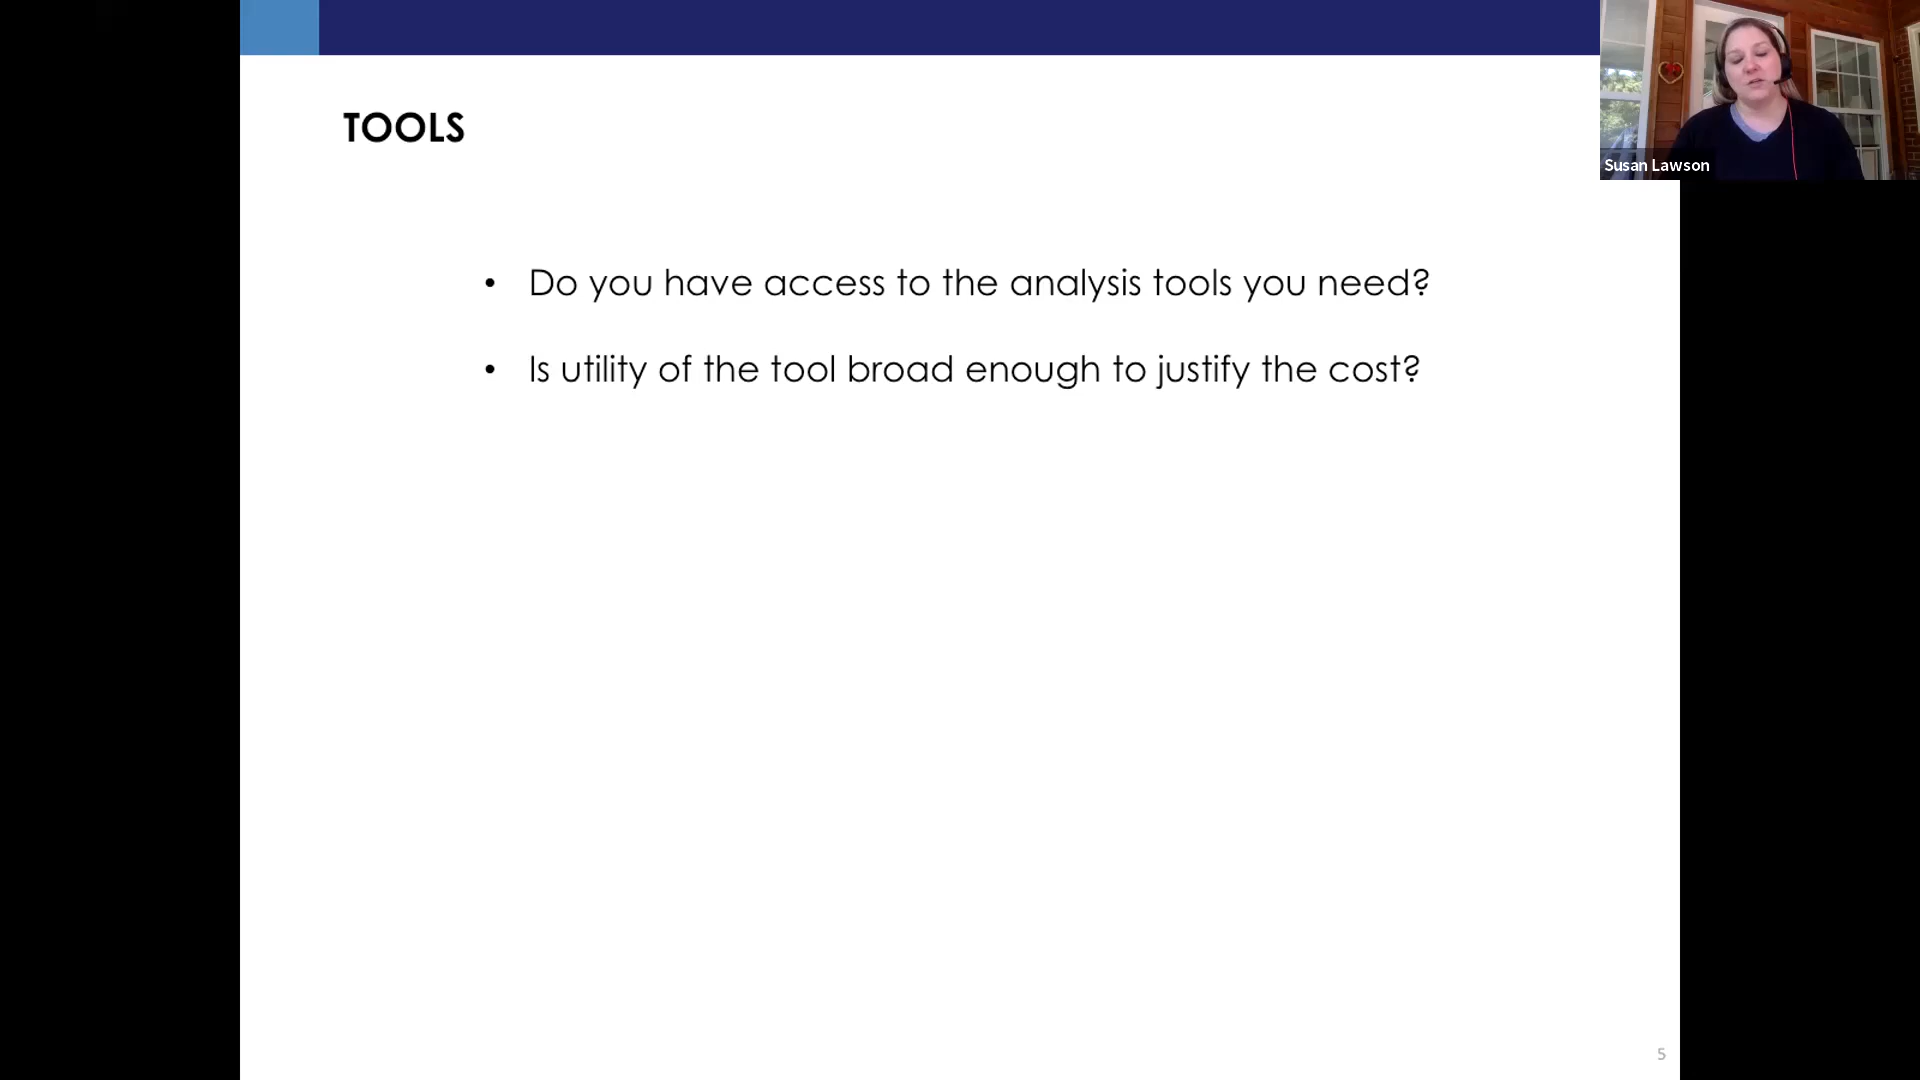 TOOLS
Susan Lawson
• Do you have access to the analysis tools you need?
• Is utility of the tool broad enough to justify the cost?
5